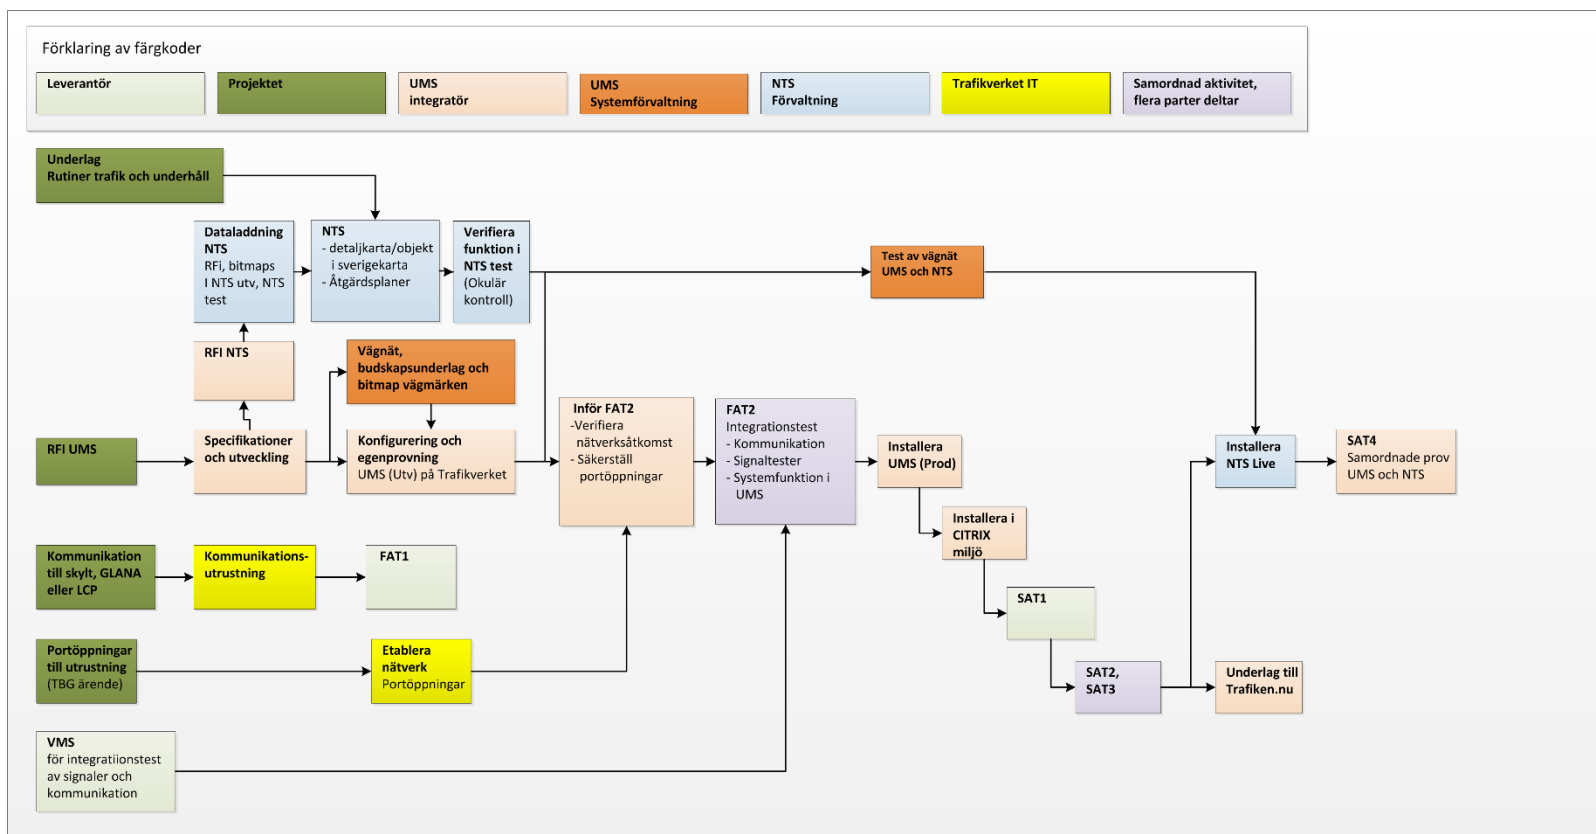 Förklaring av färgkoder
Leverantör
Projektet
UMS
integratör
UMS
Systemförvaltning
NTS
Förvaltning
Trafikverket IT
Samordnad aktivitet,
flera parter deltar
Underlag
Rutiner trafik och underhåll
Dataladdning
NTS
RFi, bitmaps
I NTS utv, NTS
test
NTS
- detaljkarta/objekt
i sverigekarta
- Åtgärdsplaner
Verifiera
funktion i
NTS test
(Okulär
kontroll)
Test av vägnät
UMS och NTS
RFI NTS
Vägnät,
budskapsunderlag och
bitmap vägmärken
RFI UMS
Specifikationer
och utveckling
Konfigurering och
egenprovning
UMS (Utv) på Trafikverket
Inför FAT2
-Verifiera
nätverksåtkomst
- Säkerställ
portöppningar
FAT2
Integrationstest
- Kommunikation
- Signaltester
- Systemfunktion i
UMS
Installera
UMS (Prod)
Installera
NTS Live
SAT4
Samordnade prov
UMS och NTS
Installera i
CITRIX
miljö
Kommunikation
till skylt, GLANA
eller LCP
Kommunikations-
utrustning
FAT1
SAT1
Portöppningar
till utrustning
(TBG ärende)
Etablera
nätverk
Portöppningar
SAT2,
SAT3
Underlag till
Trafiken.nu
VMS
för integratiionstest
av signaler och
kommunikation